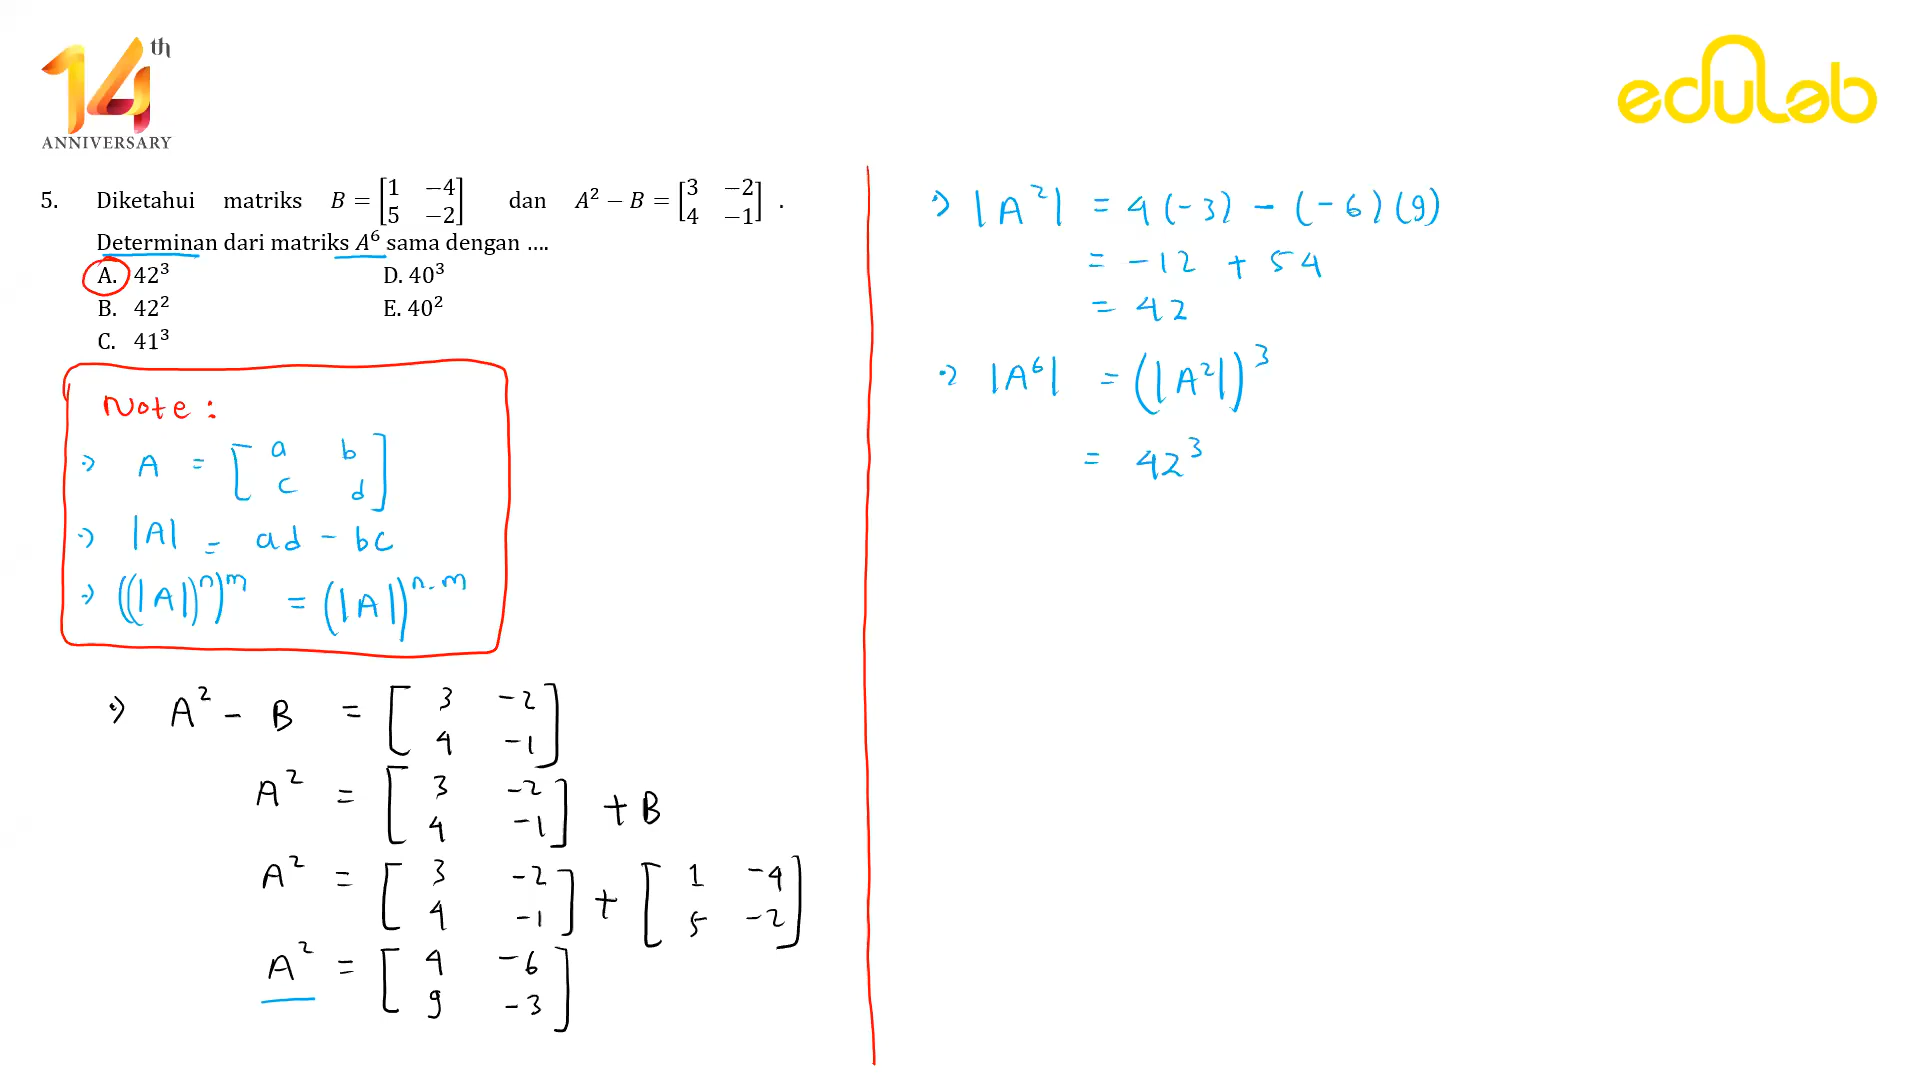 14th
ANNIVERSARY
edulab
5. Diketahui matriks B = [1 −4; 5 −2] dan A² − B = [3 −2; 4 −1] .
Determinan dari matriks A⁶ sama dengan ....
A. 42³ D. 40³
B. 42² E. 40²
C. 41³
Note :
·> A = [a b; c d]
·> |A| = ad - bc
·> ((|A|)ⁿ)ᵐ = (|A|)ⁿ·ᵐ
·> A² - B = [3 -2; 4 -1]
A² = [3 -2; 4 -1] + B
A² = [3 -2; 4 -1] + [1 -4; 5 -2]
A² = [4 -6; 9 -3]
·> |A²| = 4(-3) - (-6)(9)
= -12 + 54
= 42
·> |A⁶| = (|A²|)³
= 42³